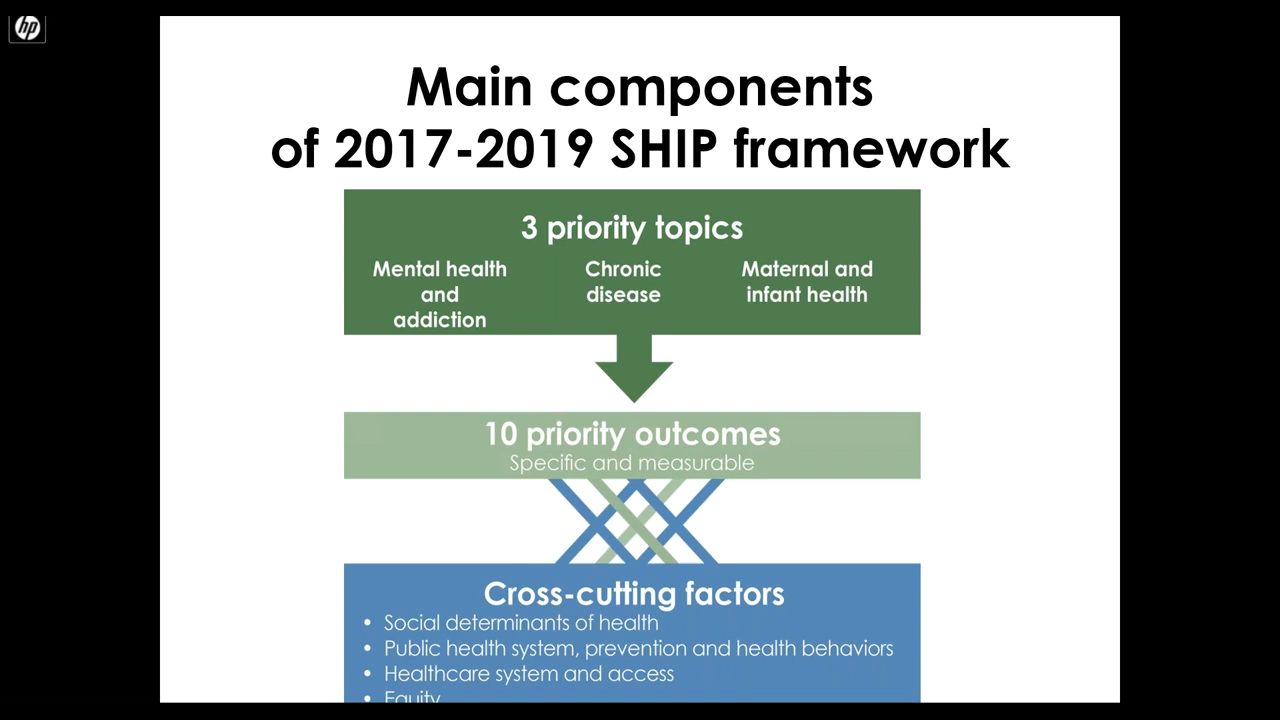 hp
Main components
of 2017-2019 SHIP framework
3 priority topics
Mental health
and
addiction
Chronic
disease
Maternal and
infant health
10 priority outcomes
Specific and measurable
Cross-cutting factors
• Social determinants of health
• Public health system, prevention and health behaviors
• Healthcare system and access
• Equity